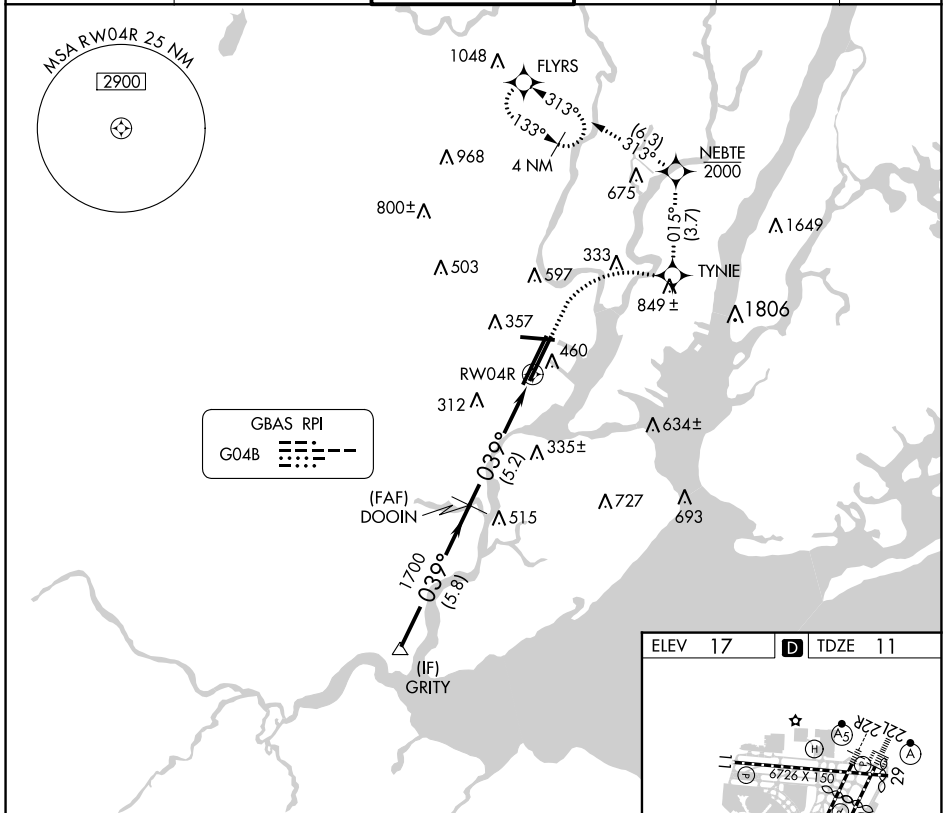 MSA RW04R 25 NM
2900
1048
FLYRS
313°
133°
4 NM
(6.3)
313°
NEBTE
2000
968
675
800±
015°
(3.7)
1649
503
597
333
TYNIE
849±
1806
357
460
RW04R
312
GBAS RPI
G04B
634±
335±
039°
(5.2)
(FAF)
DOOIN
515
727
693
1700
039°
(5.8)
(IF)
GRITY
ELEV 17
D
TDZE 11
A5
22R
22L
A
H
11
P
6726 X 150
29